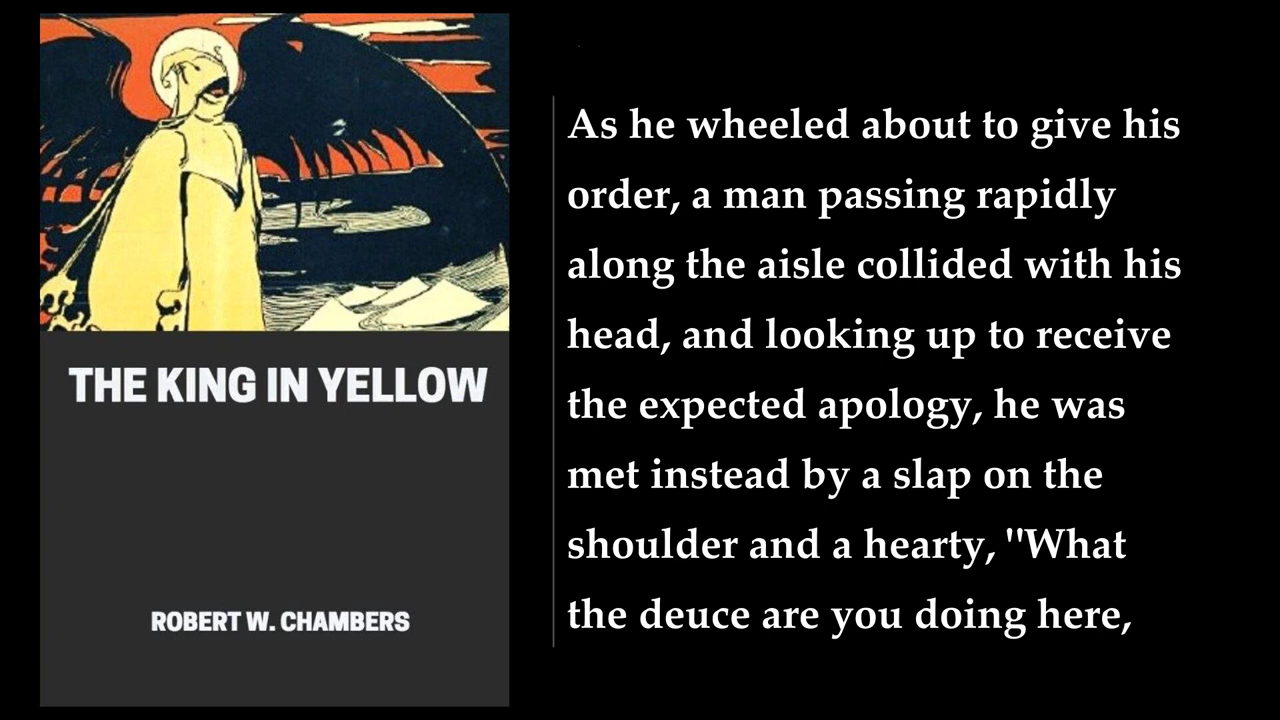 THE KING IN YELLOW
ROBERT W. CHAMBERS
As he wheeled about to give his
order, a man passing rapidly
along the aisle collided with his
head, and looking up to receive
the expected apology, he was
met instead by a slap on the
shoulder and a hearty, "What
the deuce are you doing here,